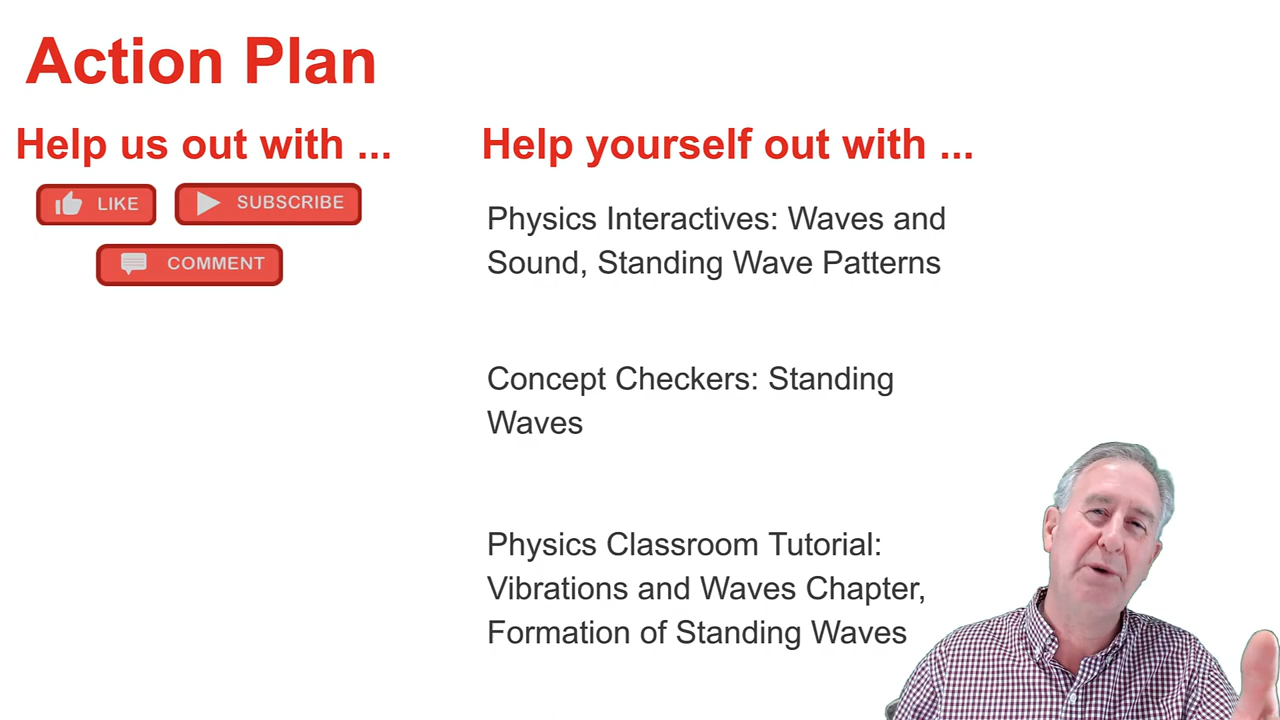 Action Plan
Help us out with ...
LIKE
SUBSCRIBE
COMMENT
Help yourself out with ...
Physics Interactives: Waves and
Sound, Standing Wave Patterns
Concept Checkers: Standing
Waves
Physics Classroom Tutorial:
Vibrations and Waves Chapter,
Formation of Standing Waves